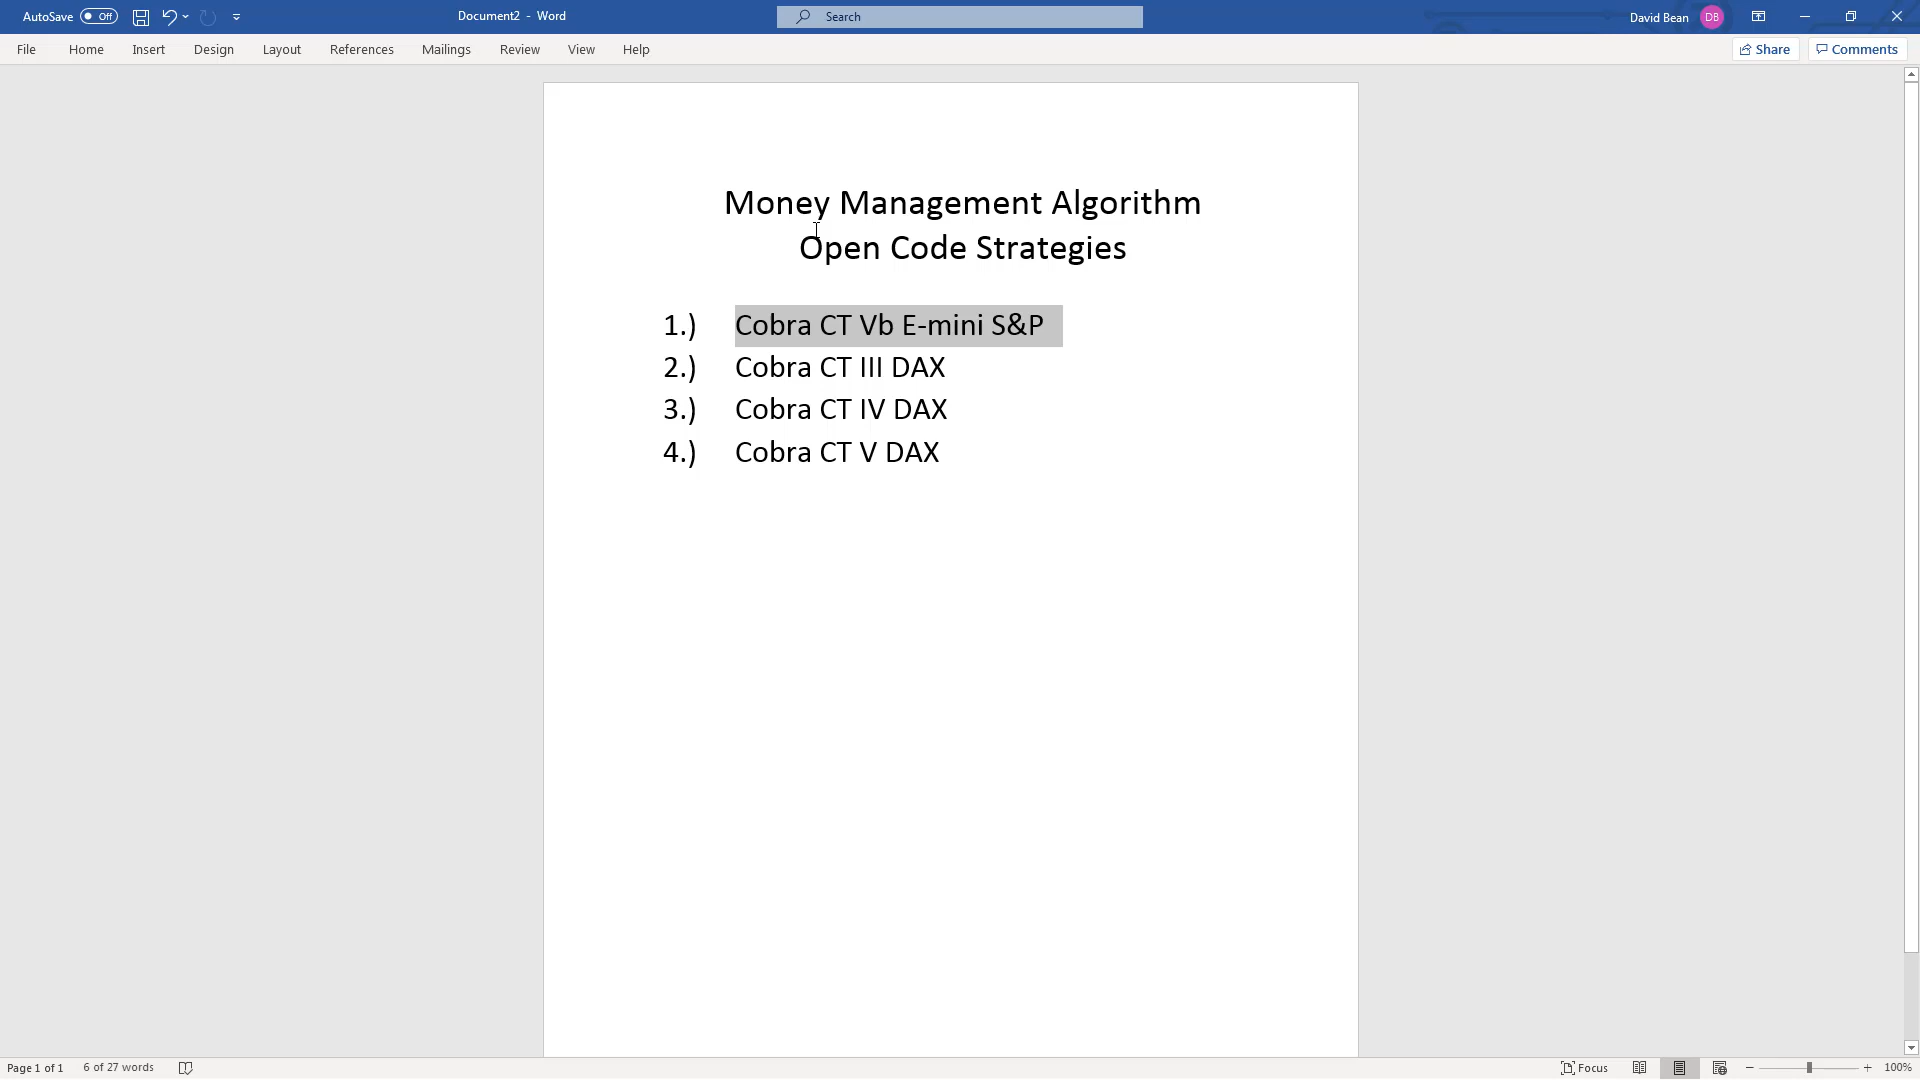 AutoSave Off Document2 - Word Search David Bean DB
File Home Insert Design Layout References Mailings Review View Help Share Comments
Money Management Algorithm
Open Code Strategies
1.) Cobra CT Vb E-mini S&P
2.) Cobra CT III DAX
3.) Cobra CT IV DAX
4.) Cobra CT V DAX
Page 1 of 1 6 of 27 words Focus 100%